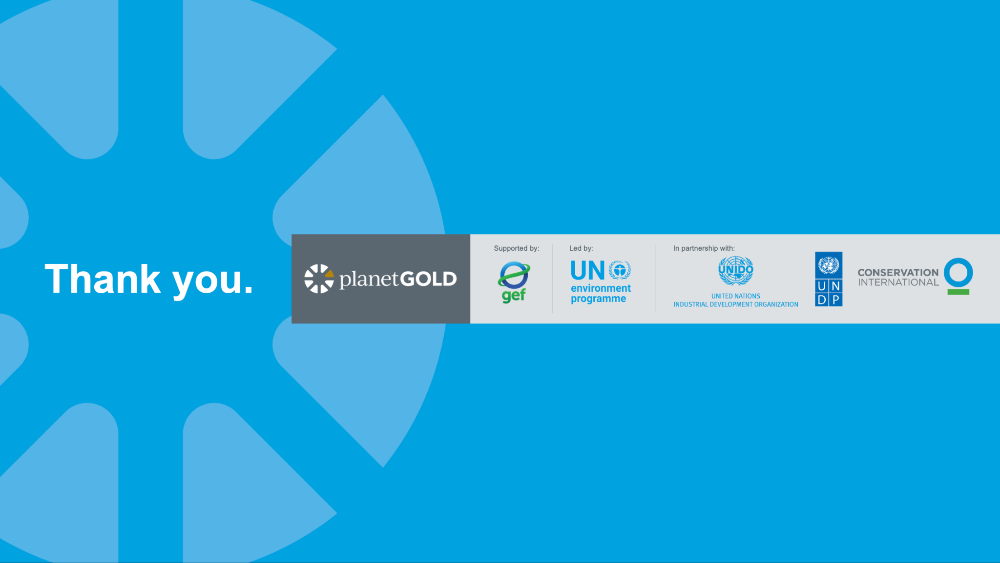 Thank you.
planetGOLD
Supported by:
gef
Led by:
UN
environment
programme
In partnership with:
UNIDO
UNITED NATIONS
INDUSTRIAL DEVELOPMENT ORGANIZATION
U N
D P
CONSERVATION
INTERNATIONAL